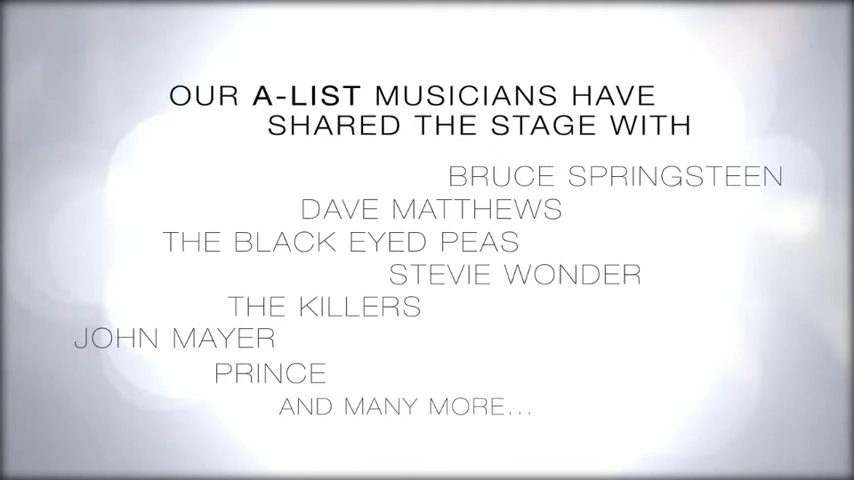 OUR A-LIST MUSICIANS HAVE
SHARED THE STAGE WITH
BRUCE SPRINGSTEEN
DAVE MATTHEWS
THE BLACK EYED PEAS
STEVIE WONDER
THE KILLERS
JOHN MAYER
PRINCE
AND MANY MORE...